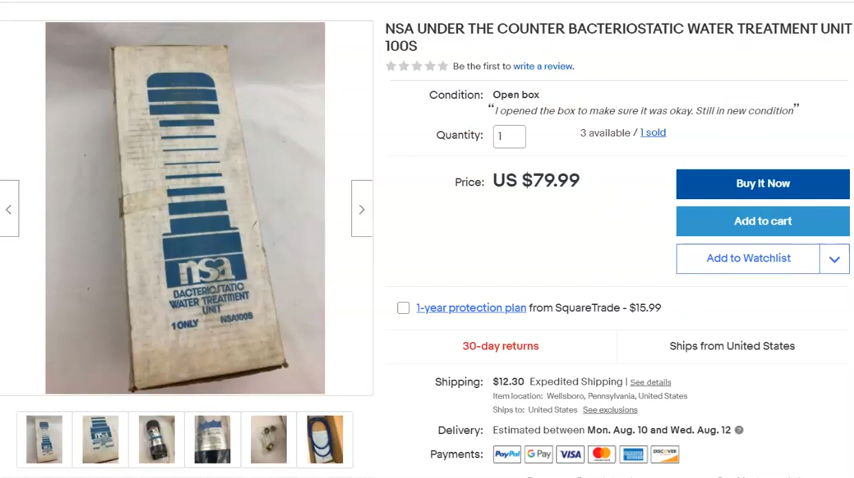 NSA UNDER THE COUNTER BACTERIOSTATIC WATER TREATMENT UNIT
100S
Be the first to write a review.
Condition: Open box
“I opened the box to make sure it was okay. Still in new condition”
Quantity: 1 3 available / 1 sold
Price: US $79.99
Buy It Now
Add to cart
Add to Watchlist
1-year protection plan from SquareTrade - $15.99
30-day returns
Ships from United States
Shipping: $12.30 Expedited Shipping | See details
Item location: Wellsboro, Pennsylvania, United States
Ships to: United States See exclusions
Delivery: Estimated between Mon. Aug. 10 and Wed. Aug. 12
Payments: PayPal G Pay VISA MasterCard AMERICAN EXPRESS DISCOVER
nsa
BACTERIOSTATIC
WATER TREATMENT
UNIT
1 ONLY NSA100S